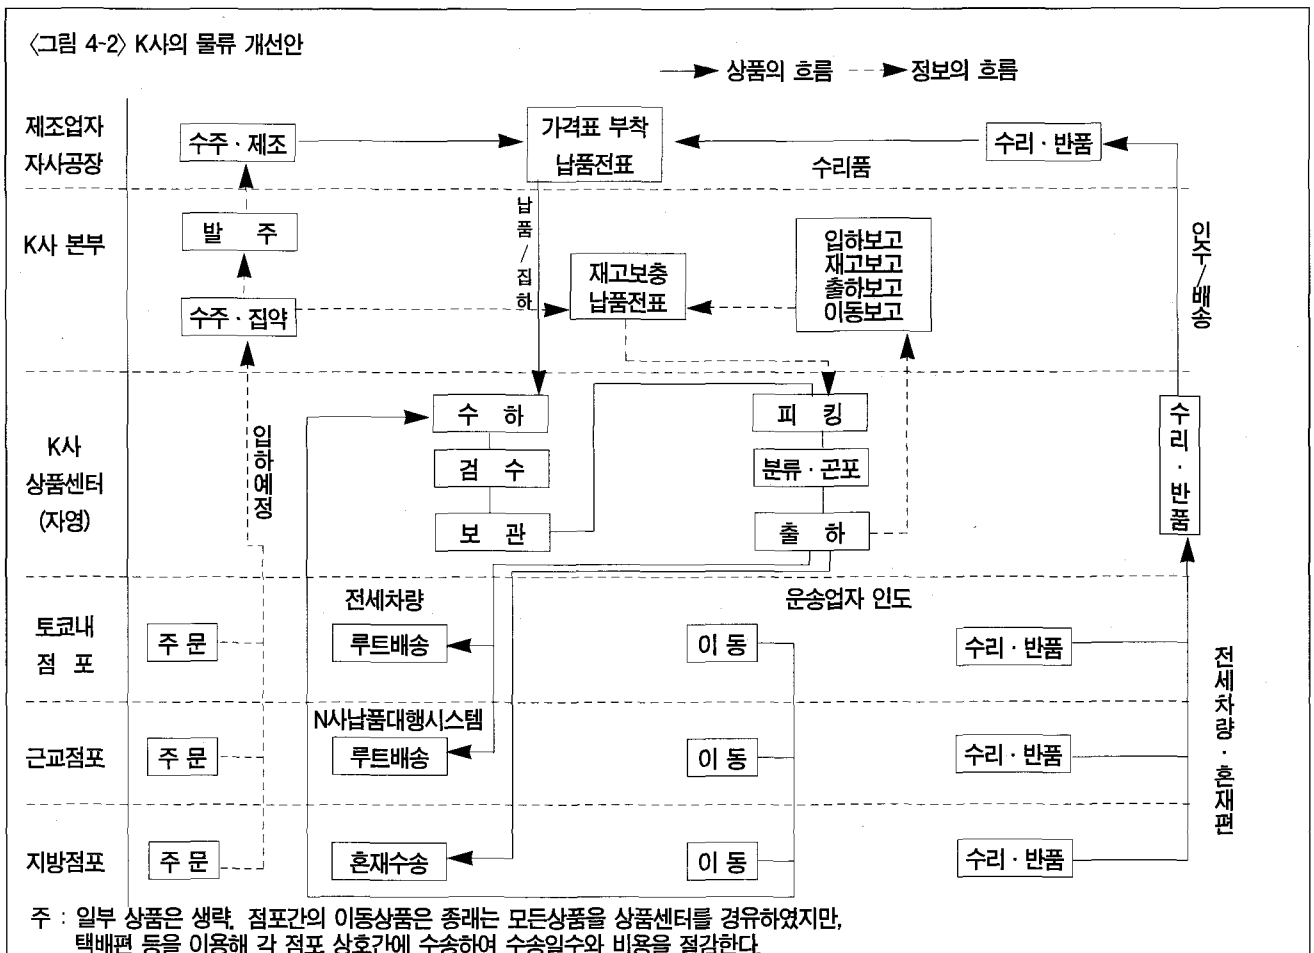 〈그림 4-2〉 K사의 물류 개선안
상품의 흐름
정보의 흐름
제조업자
자사공장
수주·제조
가격표 부착
납품전표
수리품
수리·반품
K사 본부
발 주
수주·집약
납품/집하
재고보충
납품전표
입하보고
재고보고
출하보고
이동보고
인수/배송
K사
상품센터
(자영)
입하예정
수 하
검 수
보 관
피 킹
분류·곤포
출 하
수리·반품
전세차량
운송업자 인도
토쿄내
점 포
주 문
루트배송
이 동
수리·반품
전세차량·혼재편
N사납품대행시스템
근교점포
주 문
루트배송
이 동
수리·반품
지방점포
주 문
혼재수송
이 동
수리·반품
주 : 일부 상품은 생략. 점포간의 이동상품은 종래는 모든상품을 상품센터를 경유하였지만,
택배편 등을 이용해 각 점포 상호간에 수송하여 수송일수와 비용을 절감한다.